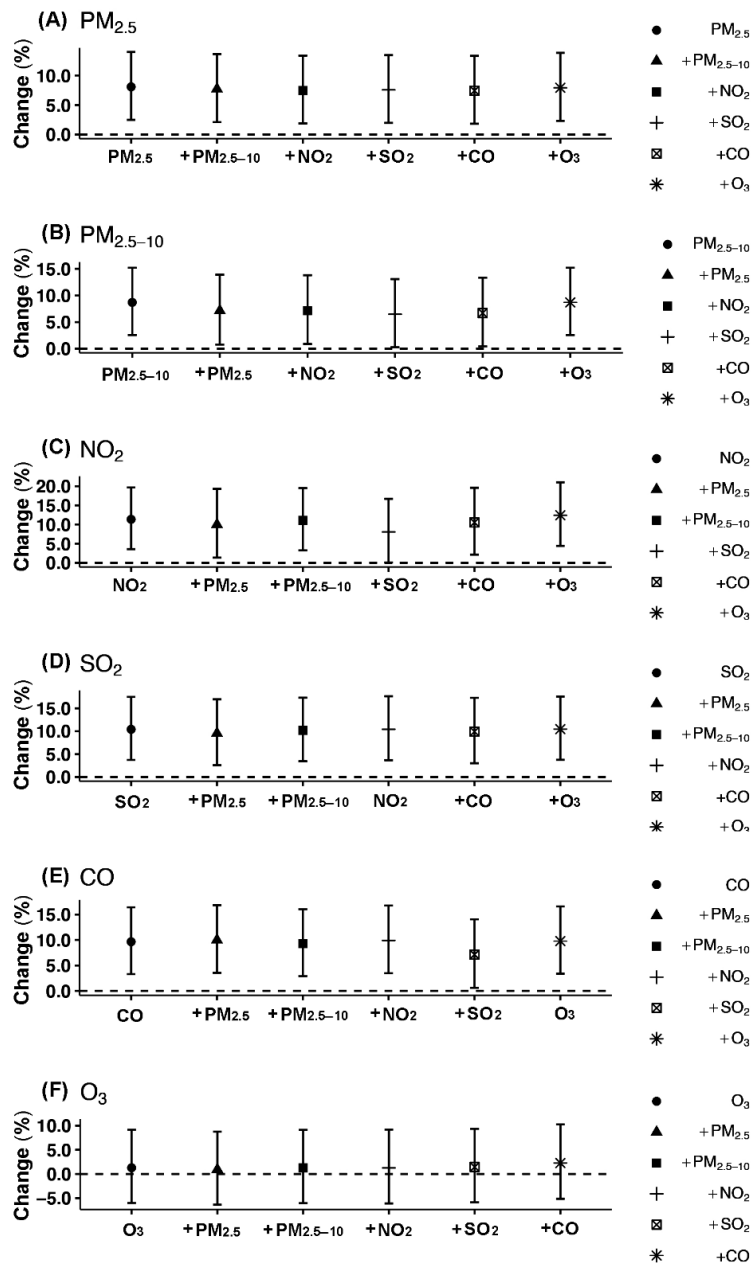 (A) PM2.5
Change (%)
10.0
5.0
0.0
PM2.5 +PM2.5–10 +NO2 +SO2 +CO +O3
PM2.5
+PM2.5–10
+NO2
+SO2
+CO
+O3
(B) PM2.5–10
Change (%)
15.0
10.0
5.0
0.0
PM2.5–10 +PM2.5 +NO2 +SO2 +CO +O3
PM2.5–10
+PM2.5
+NO2
+SO2
+CO
+O3
(C) NO2
Change (%)
20.0
15.0
10.0
5.0
0.0
NO2 +PM2.5 +PM2.5–10 +SO2 +CO +O3
NO2
+PM2.5
+PM2.5–10
+SO2
+CO
+O3
(D) SO2
Change (%)
15.0
10.0
5.0
0.0
SO2 +PM2.5 +PM2.5–10 NO2 +CO +O3
SO2
+PM2.5
+PM2.5–10
+NO2
+CO
+O3
(E) CO
Change (%)
15.0
10.0
5.0
0.0
CO +PM2.5 +PM2.5–10 +NO2 +SO2 O3
CO
+PM2.5
+PM2.5–10
+NO2
+SO2
+O3
(F) O3
Change (%)
10.0
5.0
0.0
−5.0
O3 +PM2.5 +PM2.5–10 +NO2 +SO2 +CO
O3
+PM2.5
+PM2.5–10
+NO2
+SO2
+CO